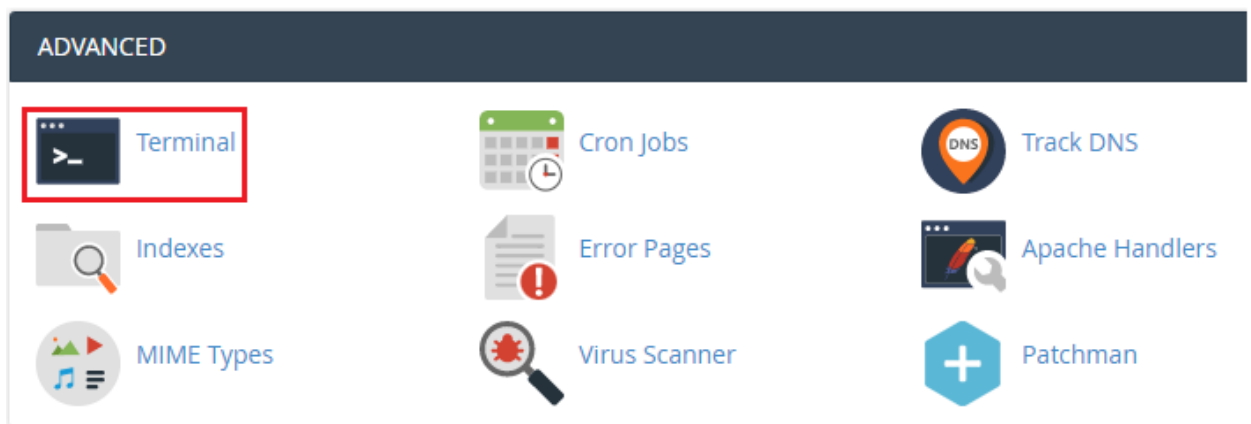 ADVANCED
>_ Terminal
Cron Jobs
DNS Track DNS
Indexes
Error Pages
Apache Handlers
MIME Types
Virus Scanner
Patchman